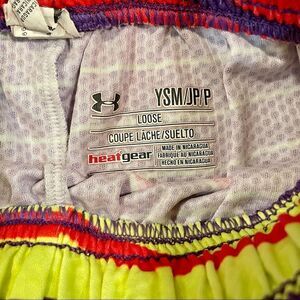 YSM/JP/P
LOOSE
COUPE LÂCHE/SUELTO
heatgear
MADE IN NICARAGUA
FABRIQUÉ AU NICARAGUA
HECHO EN NICARAGUA